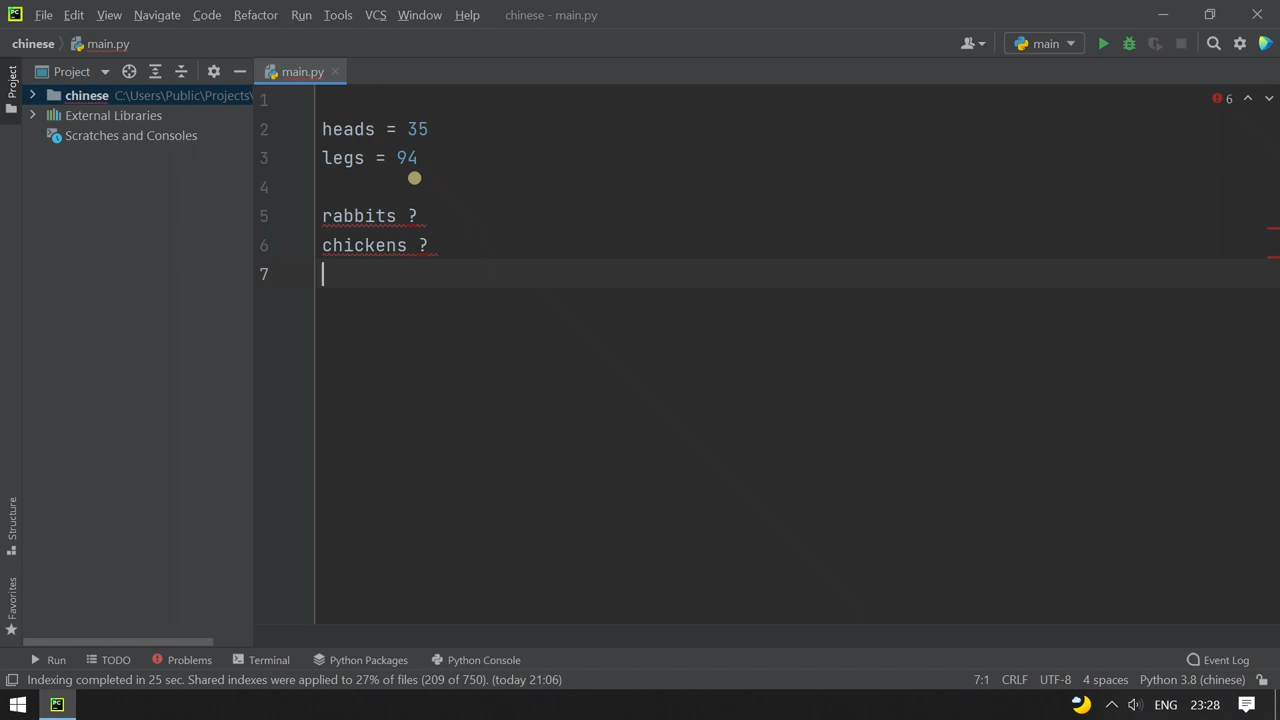 File Edit View Navigate Code Refactor Run Tools VCS Window Help chinese - main.py
chinese main.py main
Project main.py
Project
chinese C:\Users\Public\Projects\
External Libraries
Scratches and Consoles
6
1
2 heads = 35
3 legs = 94
4
5 rabbits ?
6 chickens ?
7
Structure
Favorites
Run TODO Problems Terminal Python Packages Python Console Event Log
Indexing completed in 25 sec. Shared indexes were applied to 27% of files (209 of 750). (today 21:06) 7:1 CRLF UTF-8 4 spaces Python 3.8 (chinese)
ENG 23:28